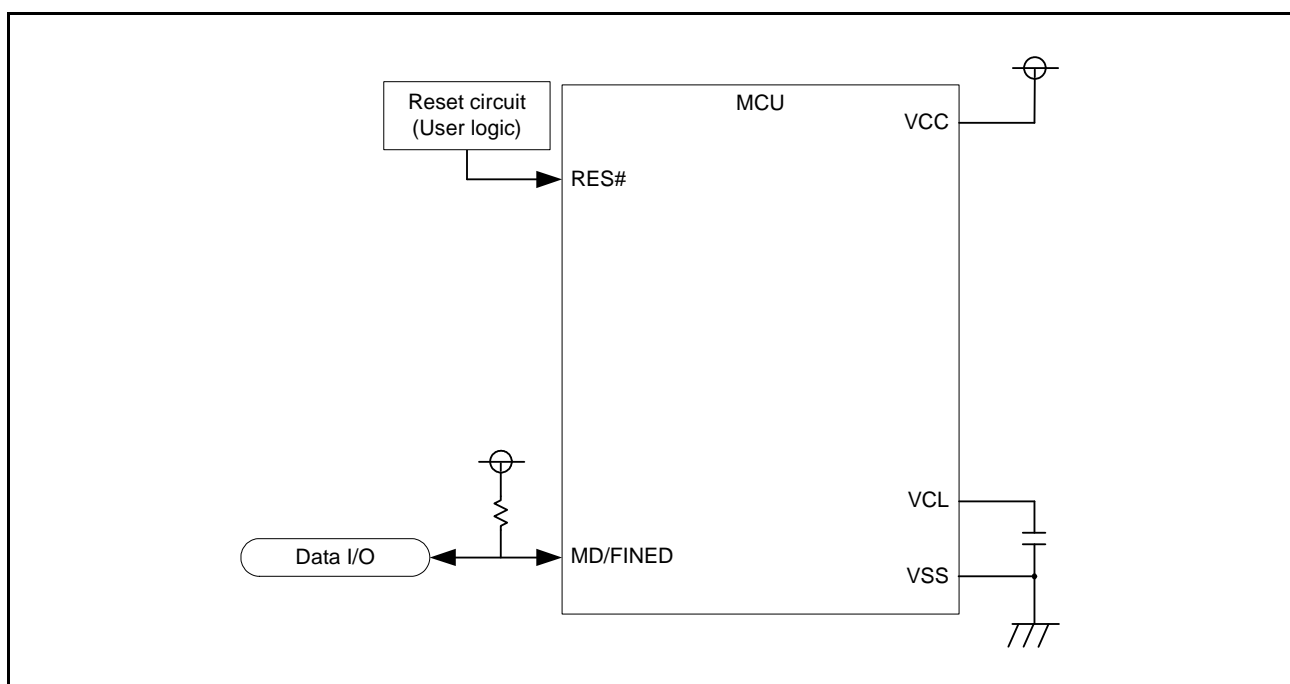 Reset circuit
(User logic)
MCU
VCC
RES#
VCL
Data I/O
MD/FINED
VSS